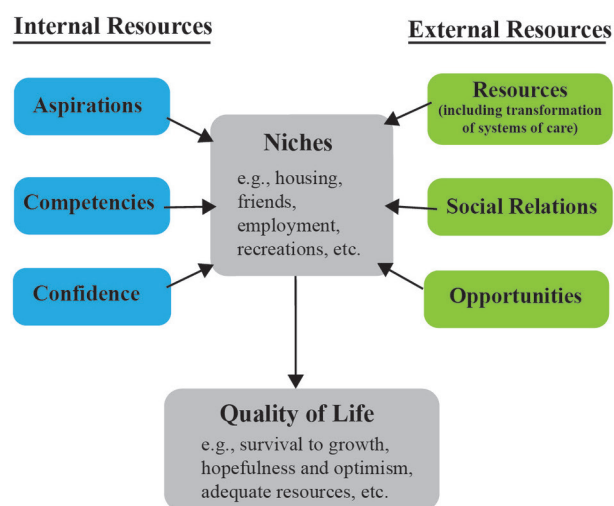 Internal Resources
External Resources
Aspirations
Competencies
Confidence
Niches
e.g., housing,
friends,
employment,
recreations, etc.
Resources
(including transformation
of systems of care)
Social Relations
Opportunities
Quality of Life
e.g., survival to growth,
hopefulness and optimism,
adequate resources, etc.